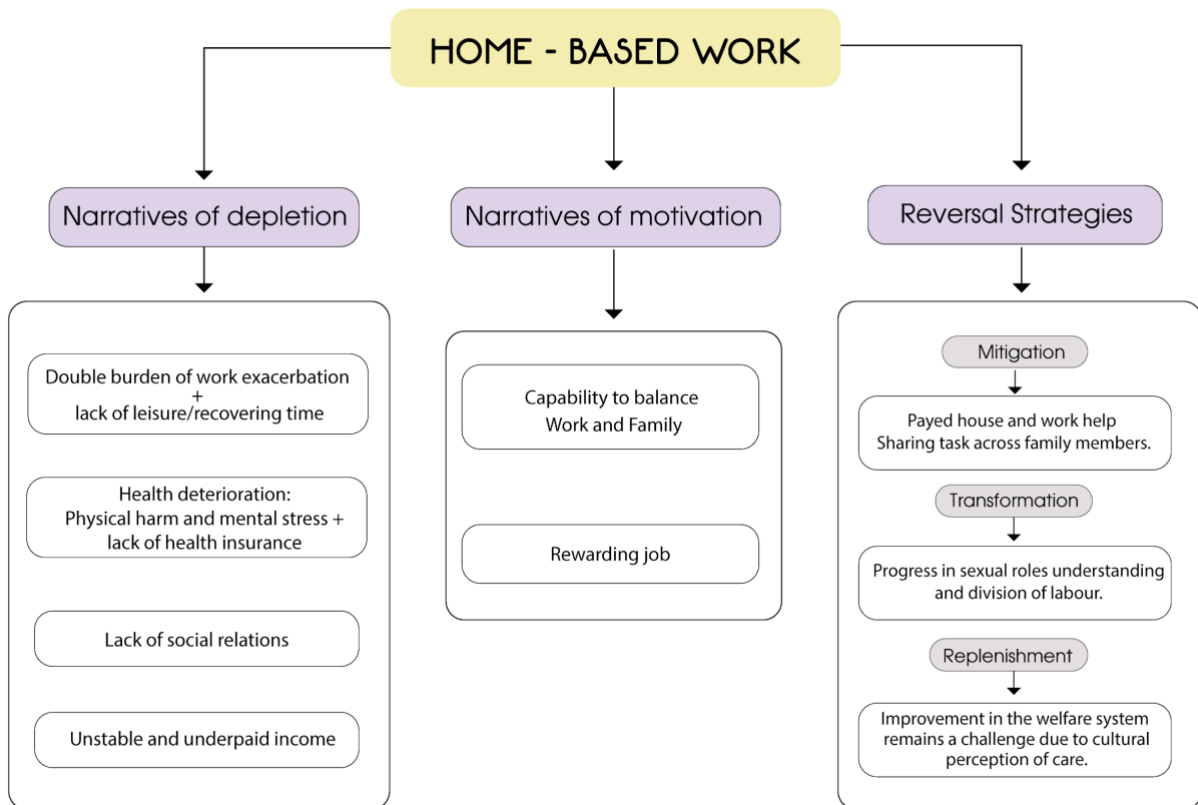 HOME - BASED WORK
Narratives of depletion
Double burden of work exacerbation
+
lack of leisure/recovering time
Health deterioration:
Physical harm and mental stress +
lack of health insurance
Lack of social relations
Unstable and underpaid income
Narratives of motivation
Capability to balance
Work and Family
Rewarding job
Reversal Strategies
Mitigation
Payed house and work help
Sharing task across family members.
Transformation
Progress in sexual roles understanding
and division of labour.
Replenishment
Improvement in the welfare system
remains a challenge due to cultural
perception of care.